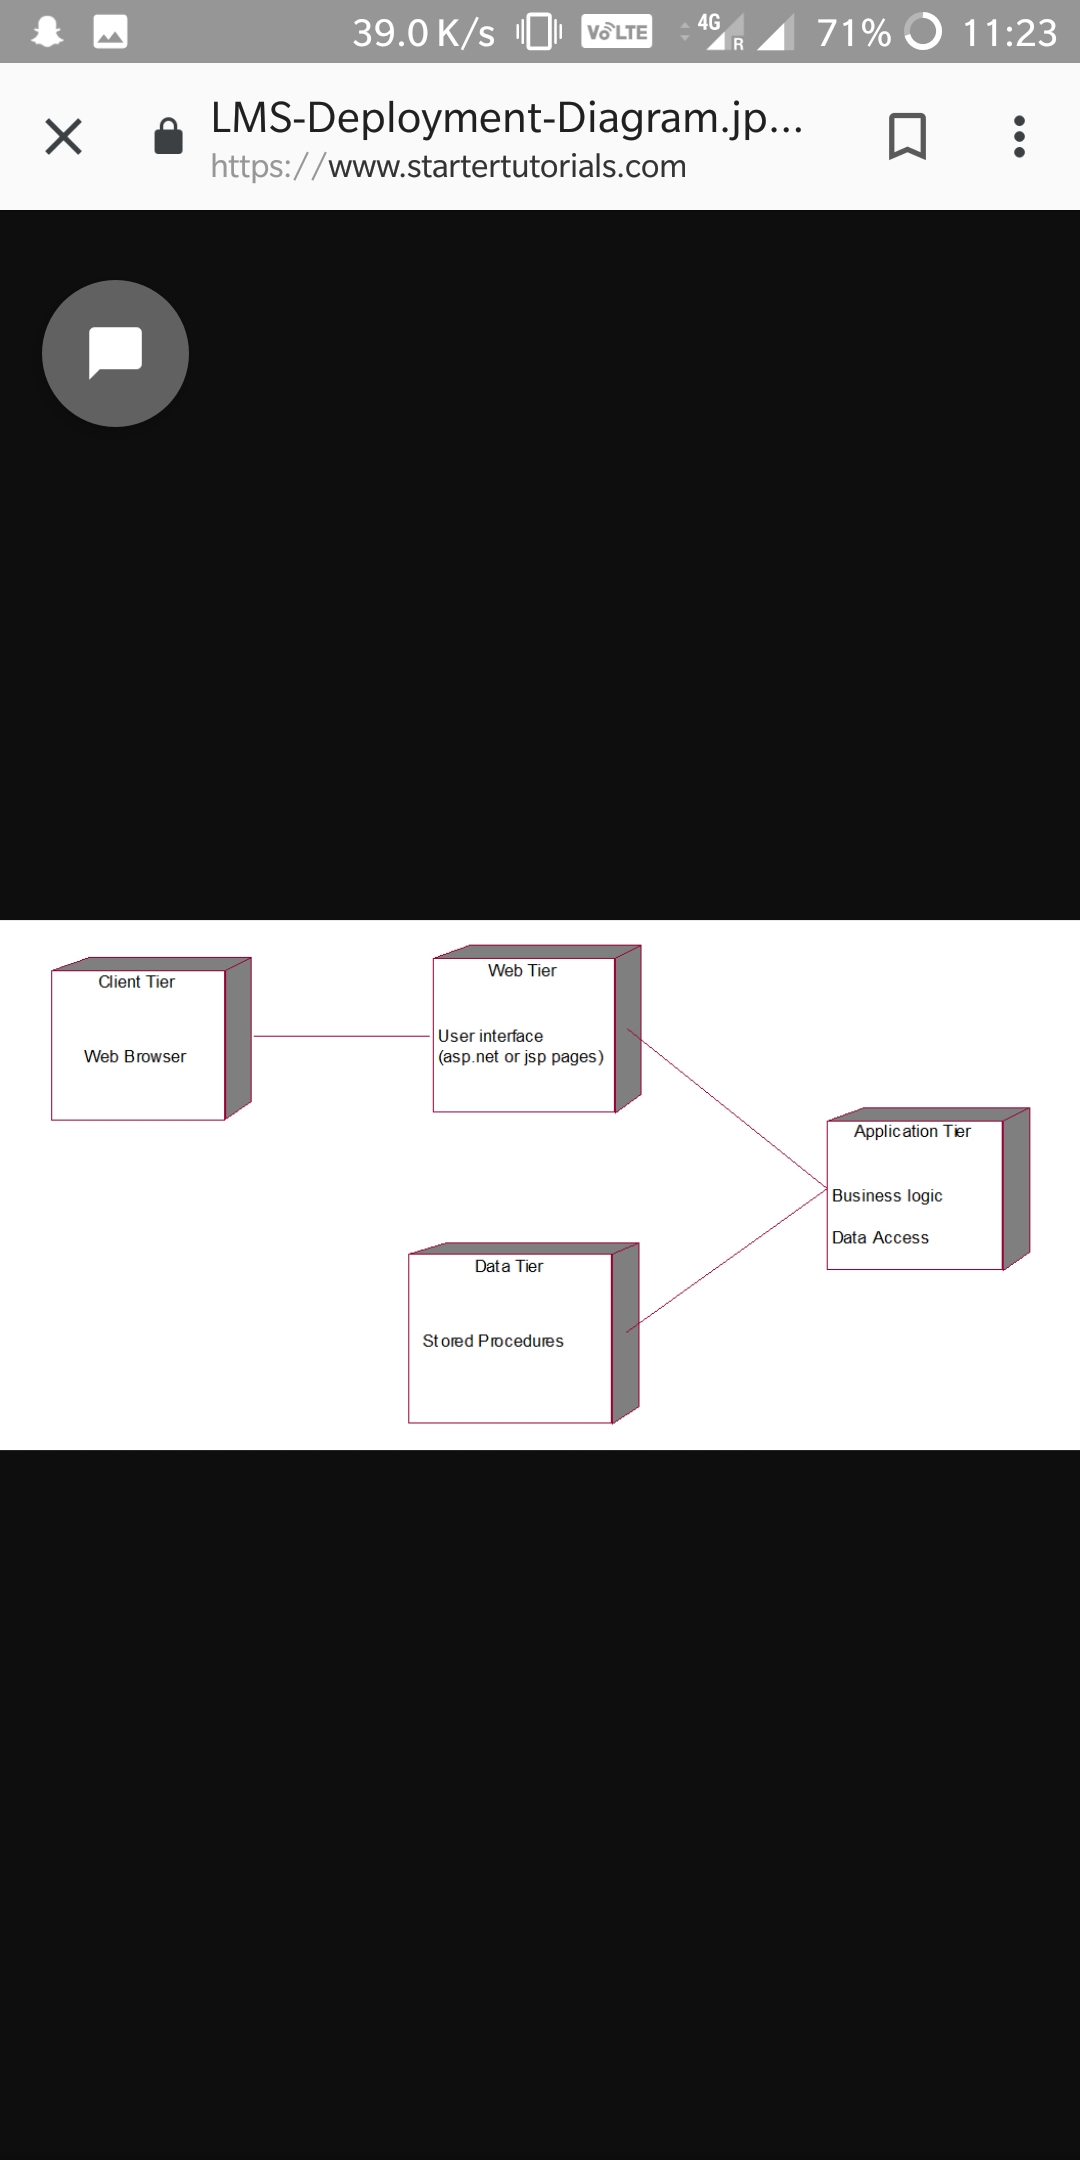 39.0 K/s VoLTE 4G R 71% 11:23
LMS-Deployment-Diagram.jp...
https://www.startertutorials.com
Client Tier
Web Browser
Web Tier
User interface
(asp.net or jsp pages)
Application Tier
Business logic
Data Access
Data Tier
Stored Procedures